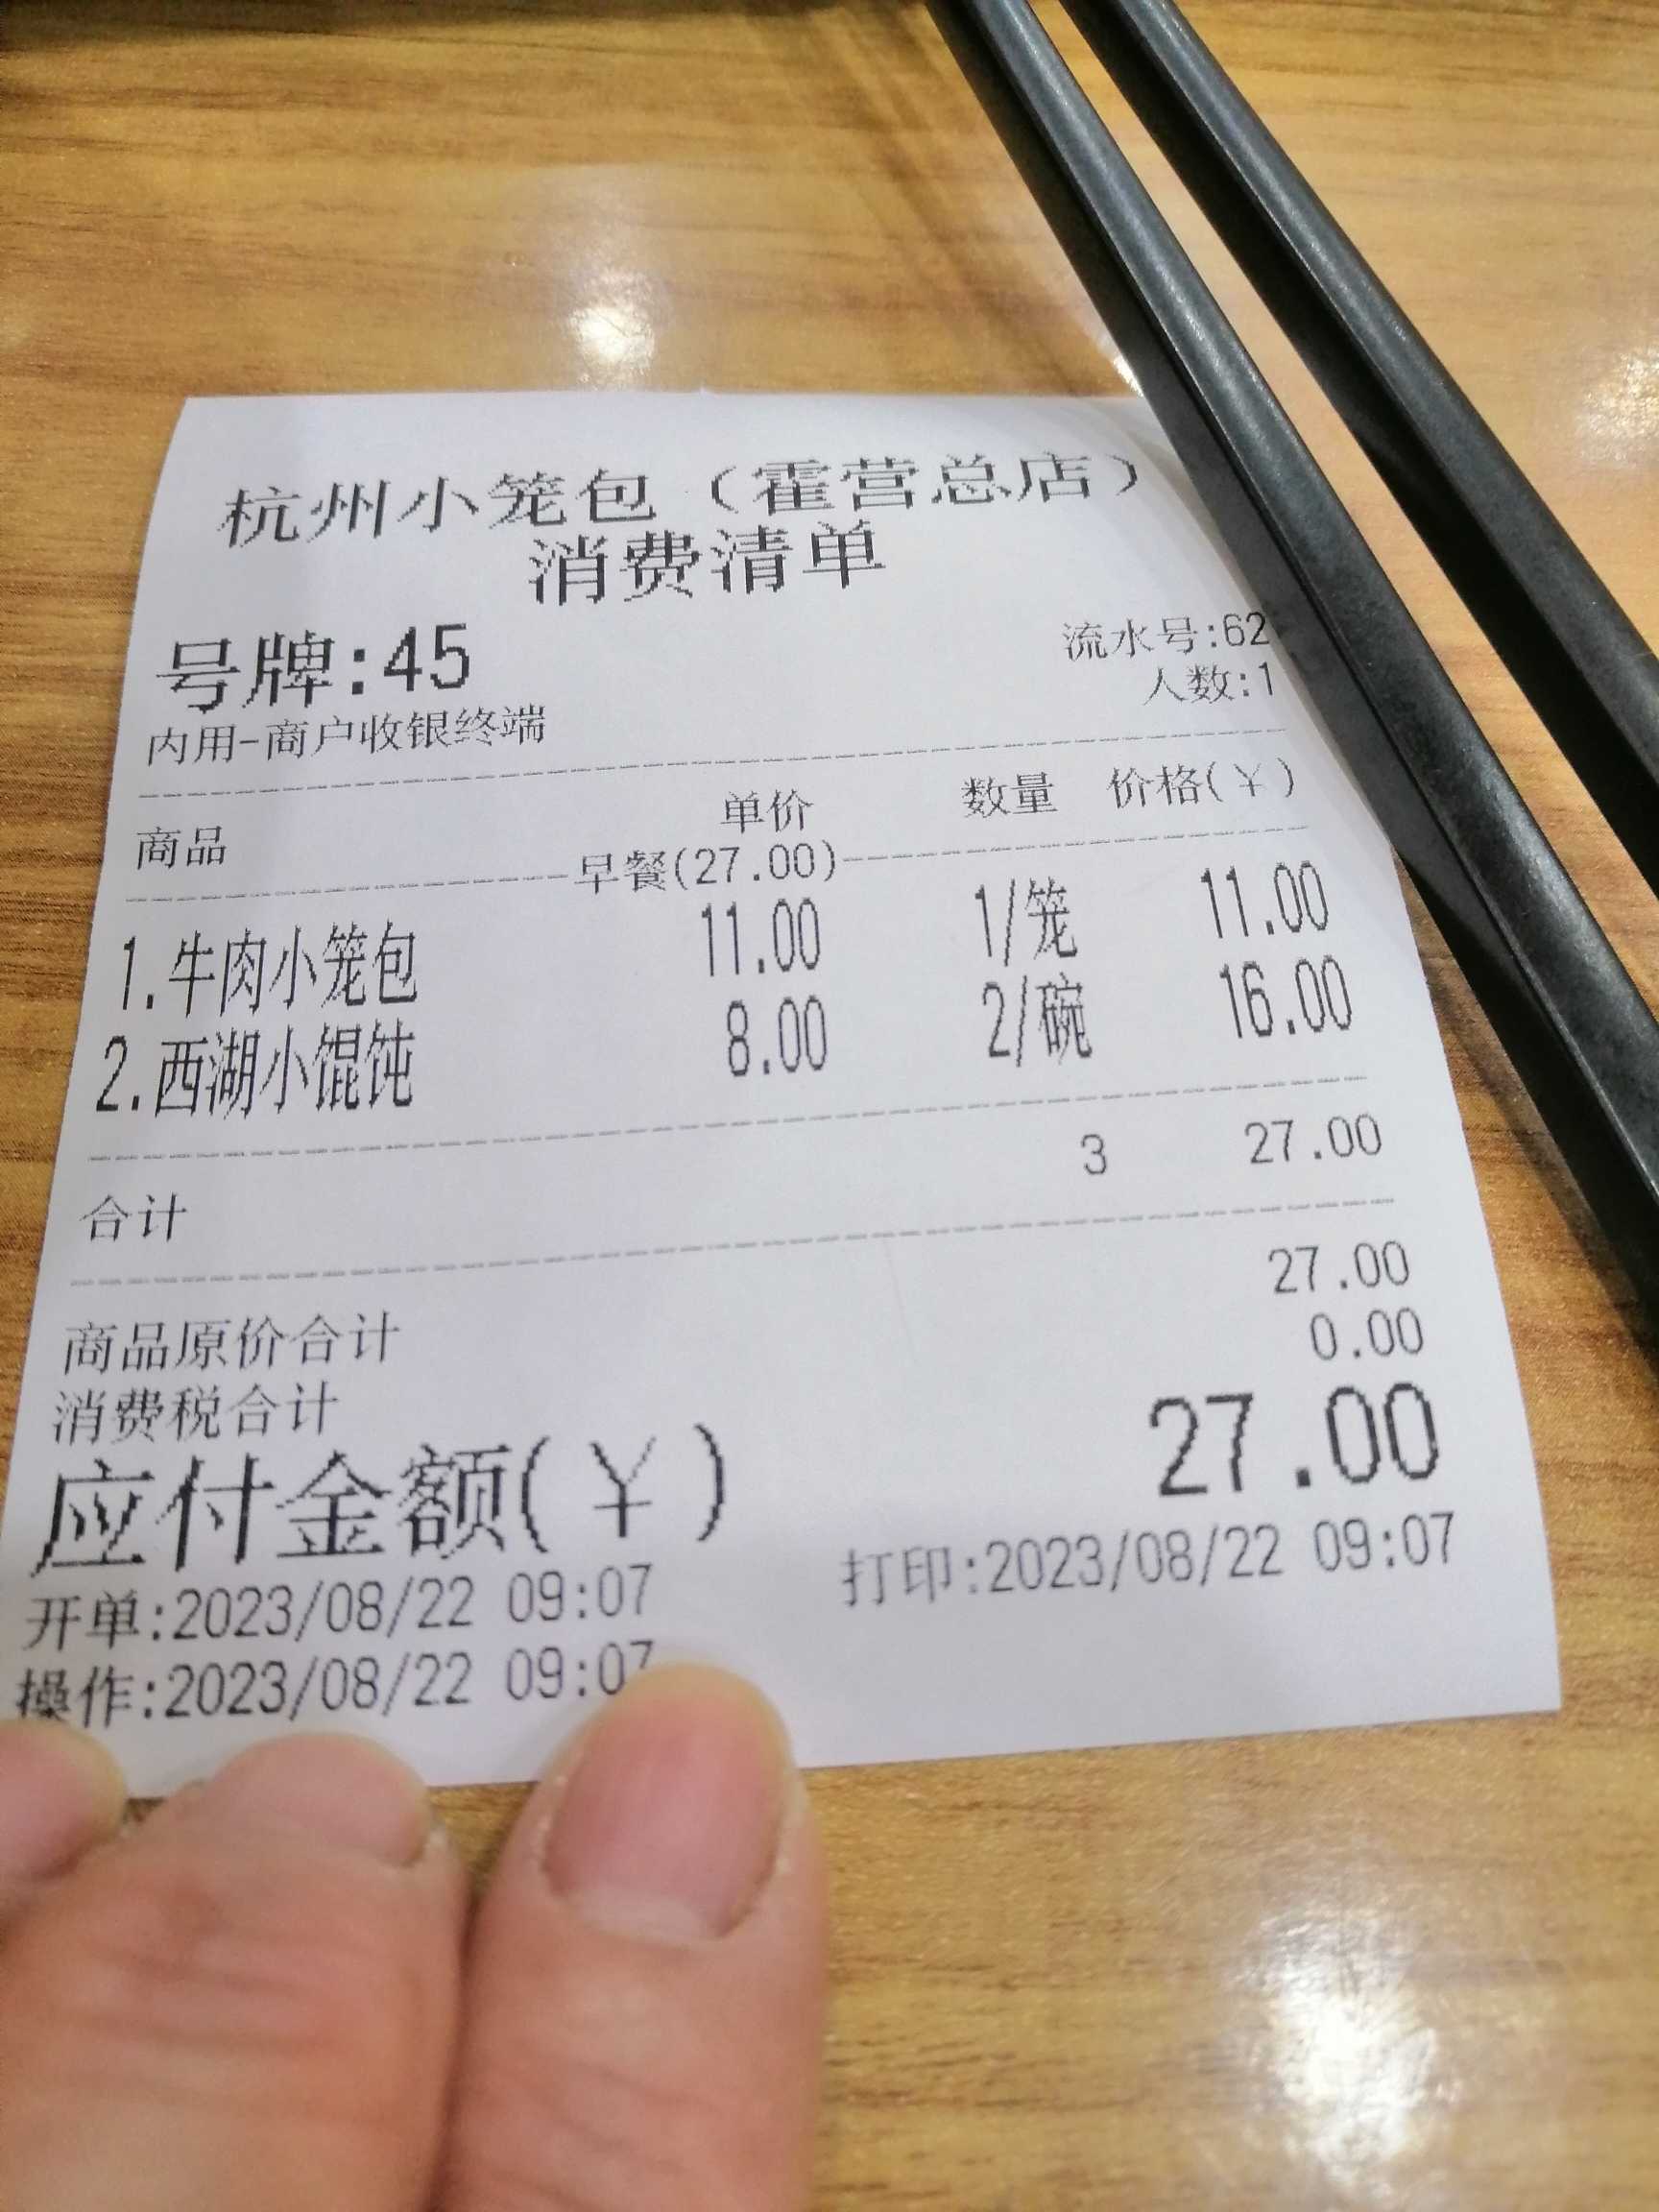 杭州小笼包（霍营总店）
消费清单
号牌:45
流水号:62
人数:1
内用-商户收银终端
商品 单价 数量 价格(￥)
早餐(27.00)
1.牛肉小笼包 11.00 1/笼 11.00
2.西湖小馄饨 8.00 2/碗 16.00
合计 3 27.00
商品原价合计 27.00
消费税合计 0.00
应付金额(￥) 27.00
开单:2023/08/22 09:07 打印:2023/08/22 09:07
操作:2023/08/22 09:07